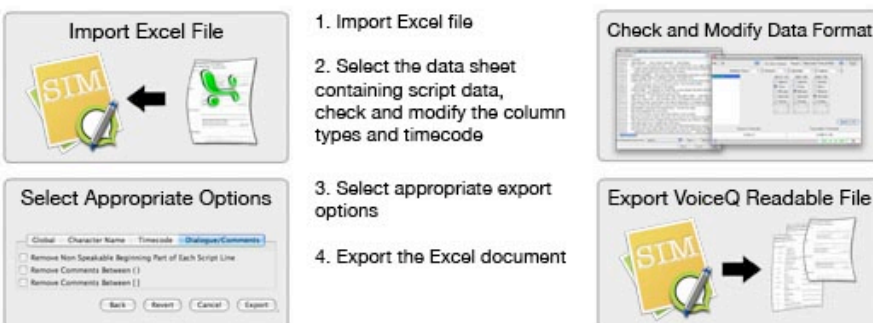 Import Excel File
SIM
1. Import Excel file
2. Select the data sheet
containing script data,
check and modify the column
types and timecode
Check and Modify Data Format
Select Appropriate Options
Global Character Name Timecode Dialogue/Comments
Remove Non Speakable Beginning Part of Each Script Line
Remove Comments Between ()
Remove Comments Between []
Back Revert Cancel Export
3. Select appropriate export
options
4. Export the Excel document
Export VoiceQ Readable File
SIM